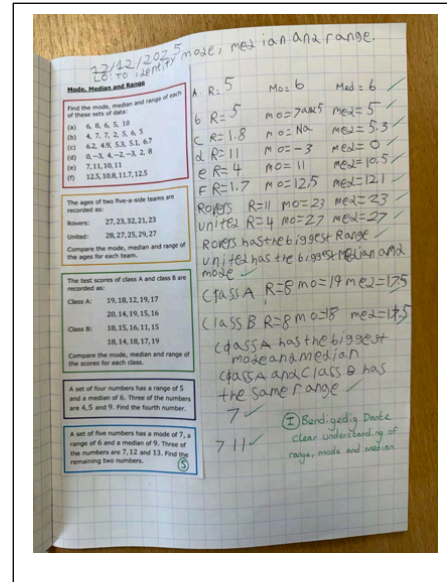 12/12/2025
LO: TO identify mode, median and range.
Mode, Median and Range
Find the mode, median and range of each
of these sets of data:
(a) 6, 8, 6, 5, 10
(b) 4, 7, 7, 2, 5, 6, 5
(c) 6.2, 4.9, 5.3, 5.1, 6.7
(d) 0, −3, 4, −2, −3, 2, 8
(e) 7, 11, 10, 11
(f) 12.5, 10.8, 11.7, 12.5
The ages of two five-a-side teams are
recorded as:
Rovers: 27, 23, 32, 21, 23
United: 28, 27, 25, 29, 27
Compare the mode, median and range of
the ages for each team.
The test scores of class A and class B are
recorded as:
Class A: 19, 18, 12, 19, 17
20, 14, 19, 15, 16
Class B: 18, 15, 16, 11, 15
18, 14, 18, 17, 19
Compare the mode, median and range of
the scores for each class.
A set of four numbers has a range of 5
and a median of 6. Three of the numbers
are 4, 5 and 9. Find the fourth number.
A set of five numbers has a mode of 7, a
range of 6 and a median of 9. Three of
the numbers are 7, 12 and 13. Find the
remaining two numbers.
S
A. R=5 Mo=6 Med=6
b R=5 mo=7and5 med=5
C R=1.8 mo=Na med=5.3
d R=11 mo=-3 med=0
e R=4 mo=11 med=10.5
F R=1.7 mo=12.5 med=12.1
Rovers R=11 mo=23 med=23
united R=4 mo=27 med=27
Rovers has the biggest Range
united has the biggest Median and
mode
Class A R=8 mo=19 med=17.5
Class B R=8 mo=18 med=
Class A has the biggest
mode and median
Class A and Class B has
the same range
7
7 11
I Bendigedig Dante
Clear understanding of
range, mode and median